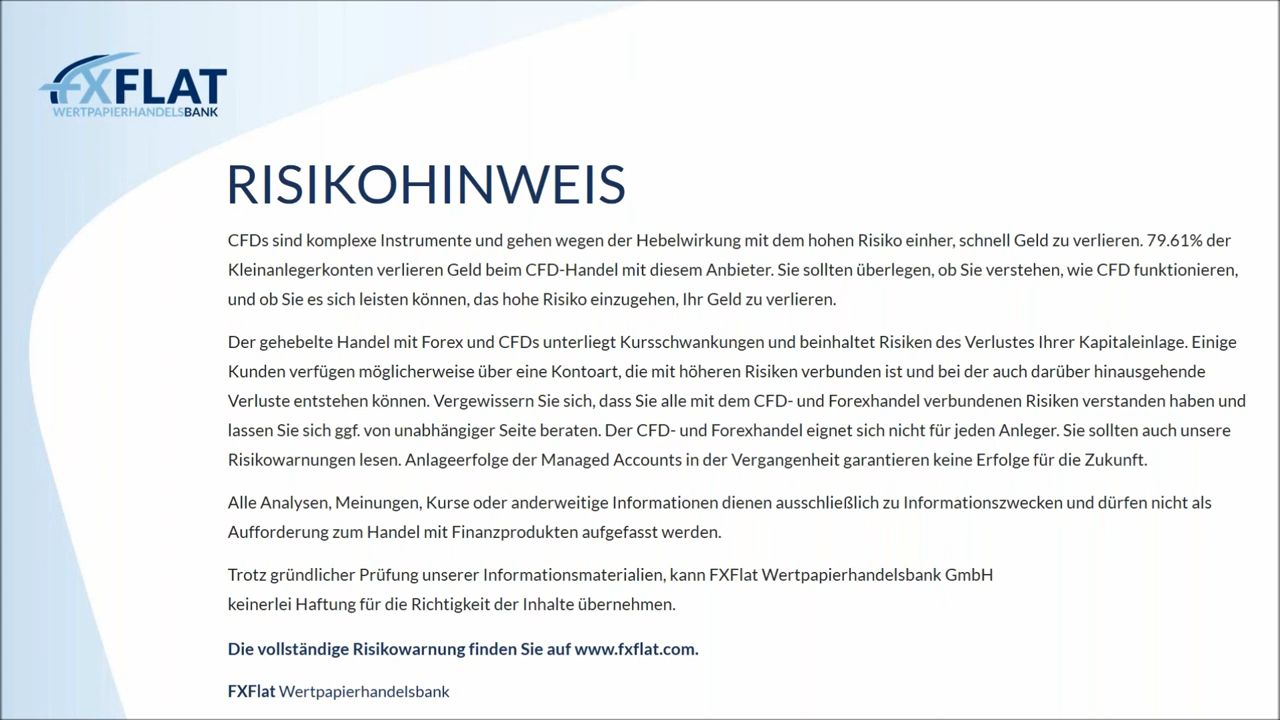 FXFLAT
WERTPAPIERHANDELSBANK
RISIKOHINWEIS
CFDs sind komplexe Instrumente und gehen wegen der Hebelwirkung mit dem hohen Risiko einher, schnell Geld zu verlieren. 79.61% der
Kleinanlegerkonten verlieren Geld beim CFD-Handel mit diesem Anbieter. Sie sollten überlegen, ob Sie verstehen, wie CFD funktionieren,
und ob Sie es sich leisten können, das hohe Risiko einzugehen, Ihr Geld zu verlieren.
Der gehebelte Handel mit Forex und CFDs unterliegt Kursschwankungen und beinhaltet Risiken des Verlustes Ihrer Kapitaleinlage. Einige
Kunden verfügen möglicherweise über eine Kontoart, die mit höheren Risiken verbunden ist und bei der auch darüber hinausgehende
Verluste entstehen können. Vergewissern Sie sich, dass Sie alle mit dem CFD- und Forexhandel verbundenen Risiken verstanden haben und
lassen Sie sich ggf. von unabhängiger Seite beraten. Der CFD- und Forexhandel eignet sich nicht für jeden Anleger. Sie sollten auch unsere
Risikowarnungen lesen. Anlageerfolge der Managed Accounts in der Vergangenheit garantieren keine Erfolge für die Zukunft.
Alle Analysen, Meinungen, Kurse oder anderweitige Informationen dienen ausschließlich zu Informationszwecken und dürfen nicht als
Aufforderung zum Handel mit Finanzprodukten aufgefasst werden.
Trotz gründlicher Prüfung unserer Informationsmaterialien, kann FXFlat Wertpapierhandelsbank GmbH
keinerlei Haftung für die Richtigkeit der Inhalte übernehmen.
Die vollständige Risikowarnung finden Sie auf www.fxflat.com.
FXFlat Wertpapierhandelsbank